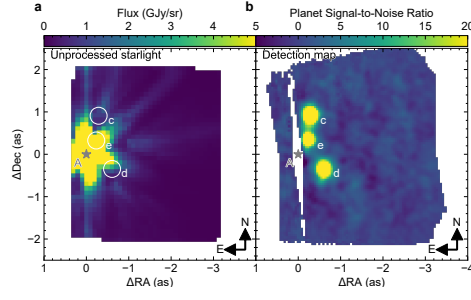 a
Flux (GJy/sr)
0 2 4 6 8
Unprocessed starlight
c
e
A
d
2
1
0
−1
−2
ΔDec (as)
N
E
1 0 −1 −2 −3
ΔRA (as)
b
Planet Signal-to-Noise Ratio
5 0 5 10 15 20
Detection map
c
e
A
d
N
E
1 0 −1 −2 −3 −4
ΔRA (as)